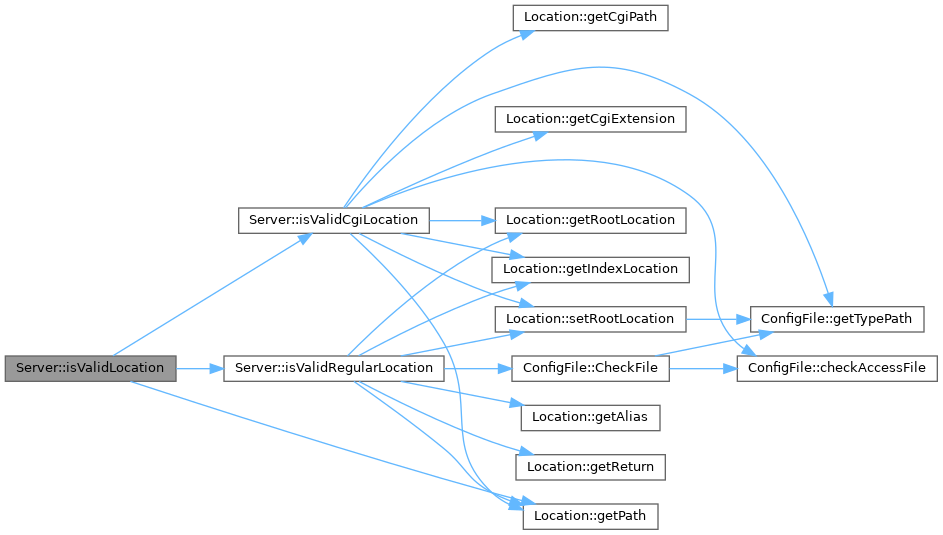 Location::getCgiPath
Location::getCgiExtension
Server::isValidCgiLocation
Location::getRootLocation
Location::getIndexLocation
Location::setRootLocation
ConfigFile::getTypePath
Server::isValidLocation
Server::isValidRegularLocation
ConfigFile::CheckFile
ConfigFile::checkAccessFile
Location::getAlias
Location::getReturn
Location::getPath